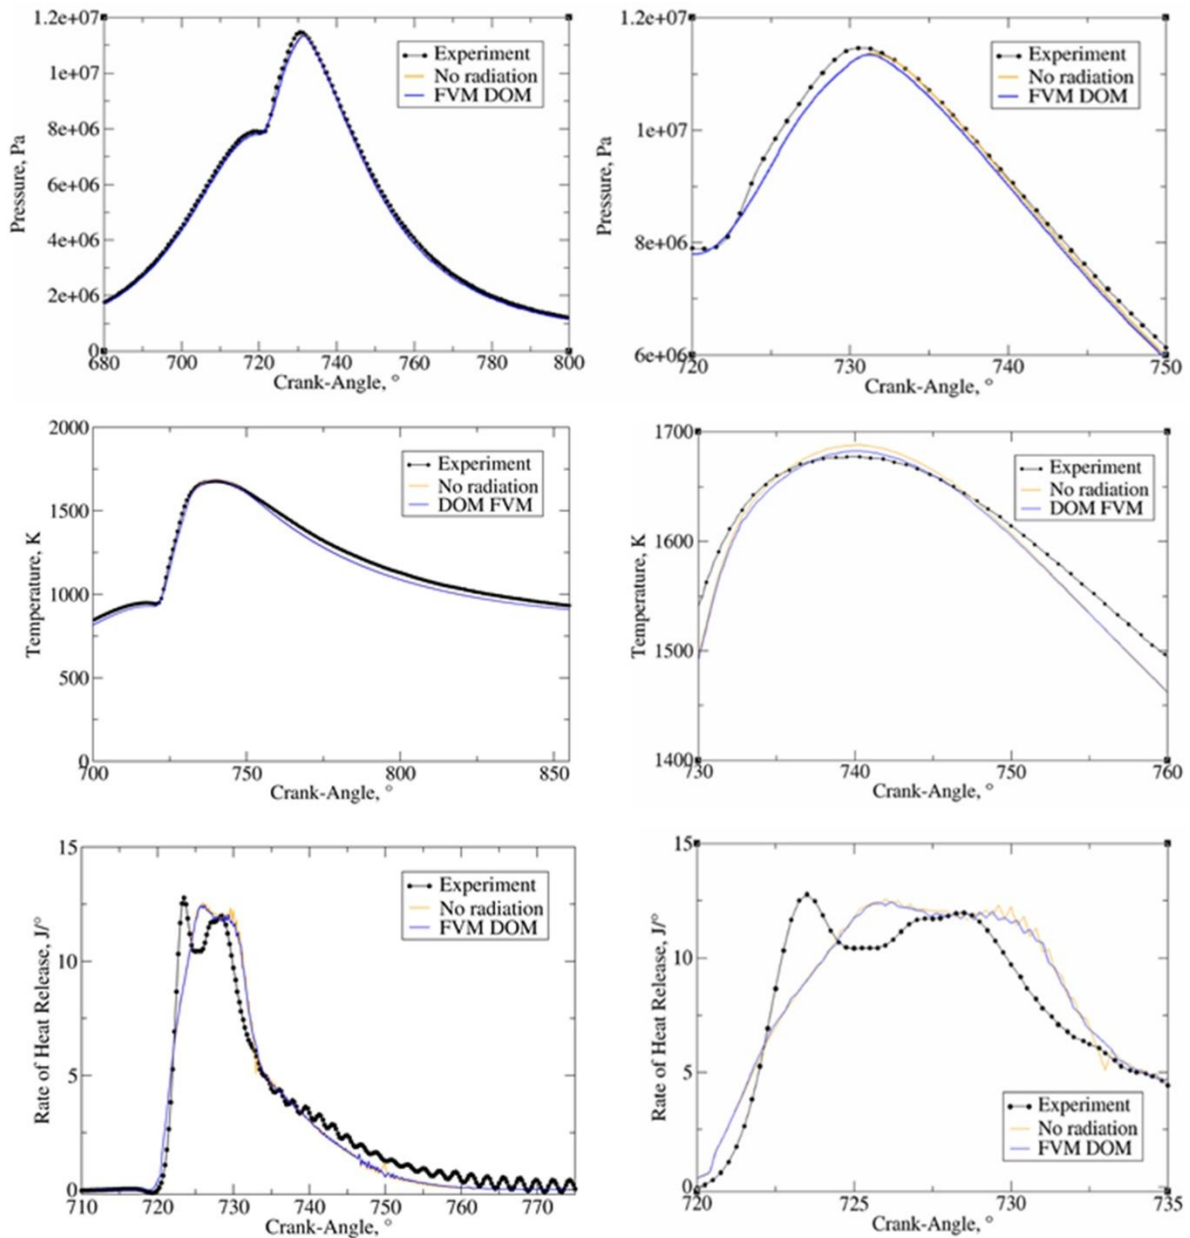 1.2e+07
1e+07
8e+06
6e+06
4e+06
2e+06
0
Pressure, Pa
680 700 720 740 760 780 800
Crank-Angle, °
Experiment
No radiation
FVM DOM
1.2e+07
1e+07
8e+06
6e+06
Pressure, Pa
720 730 740 750
Crank-Angle, °
Experiment
No radiation
FVM DOM
2000
1500
1000
500
0
Temperature, K
700 750 800 850
Crank-Angle, °
Experiment
No radiation
DOM FVM
1700
1600
1500
1400
Temperature, K
730 740 750 760
Crank-Angle, °
Experiment
No radiation
DOM FVM
15
10
5
0
Rate of Heat Release, J/°
710 720 730 740 750 760 770
Crank-Angle, °
Experiment
No radiation
FVM DOM
15
10
5
0
Rate of Heat Release, J/°
720 725 730 735
Crank-Angle, °
Experiment
No radiation
FVM DOM